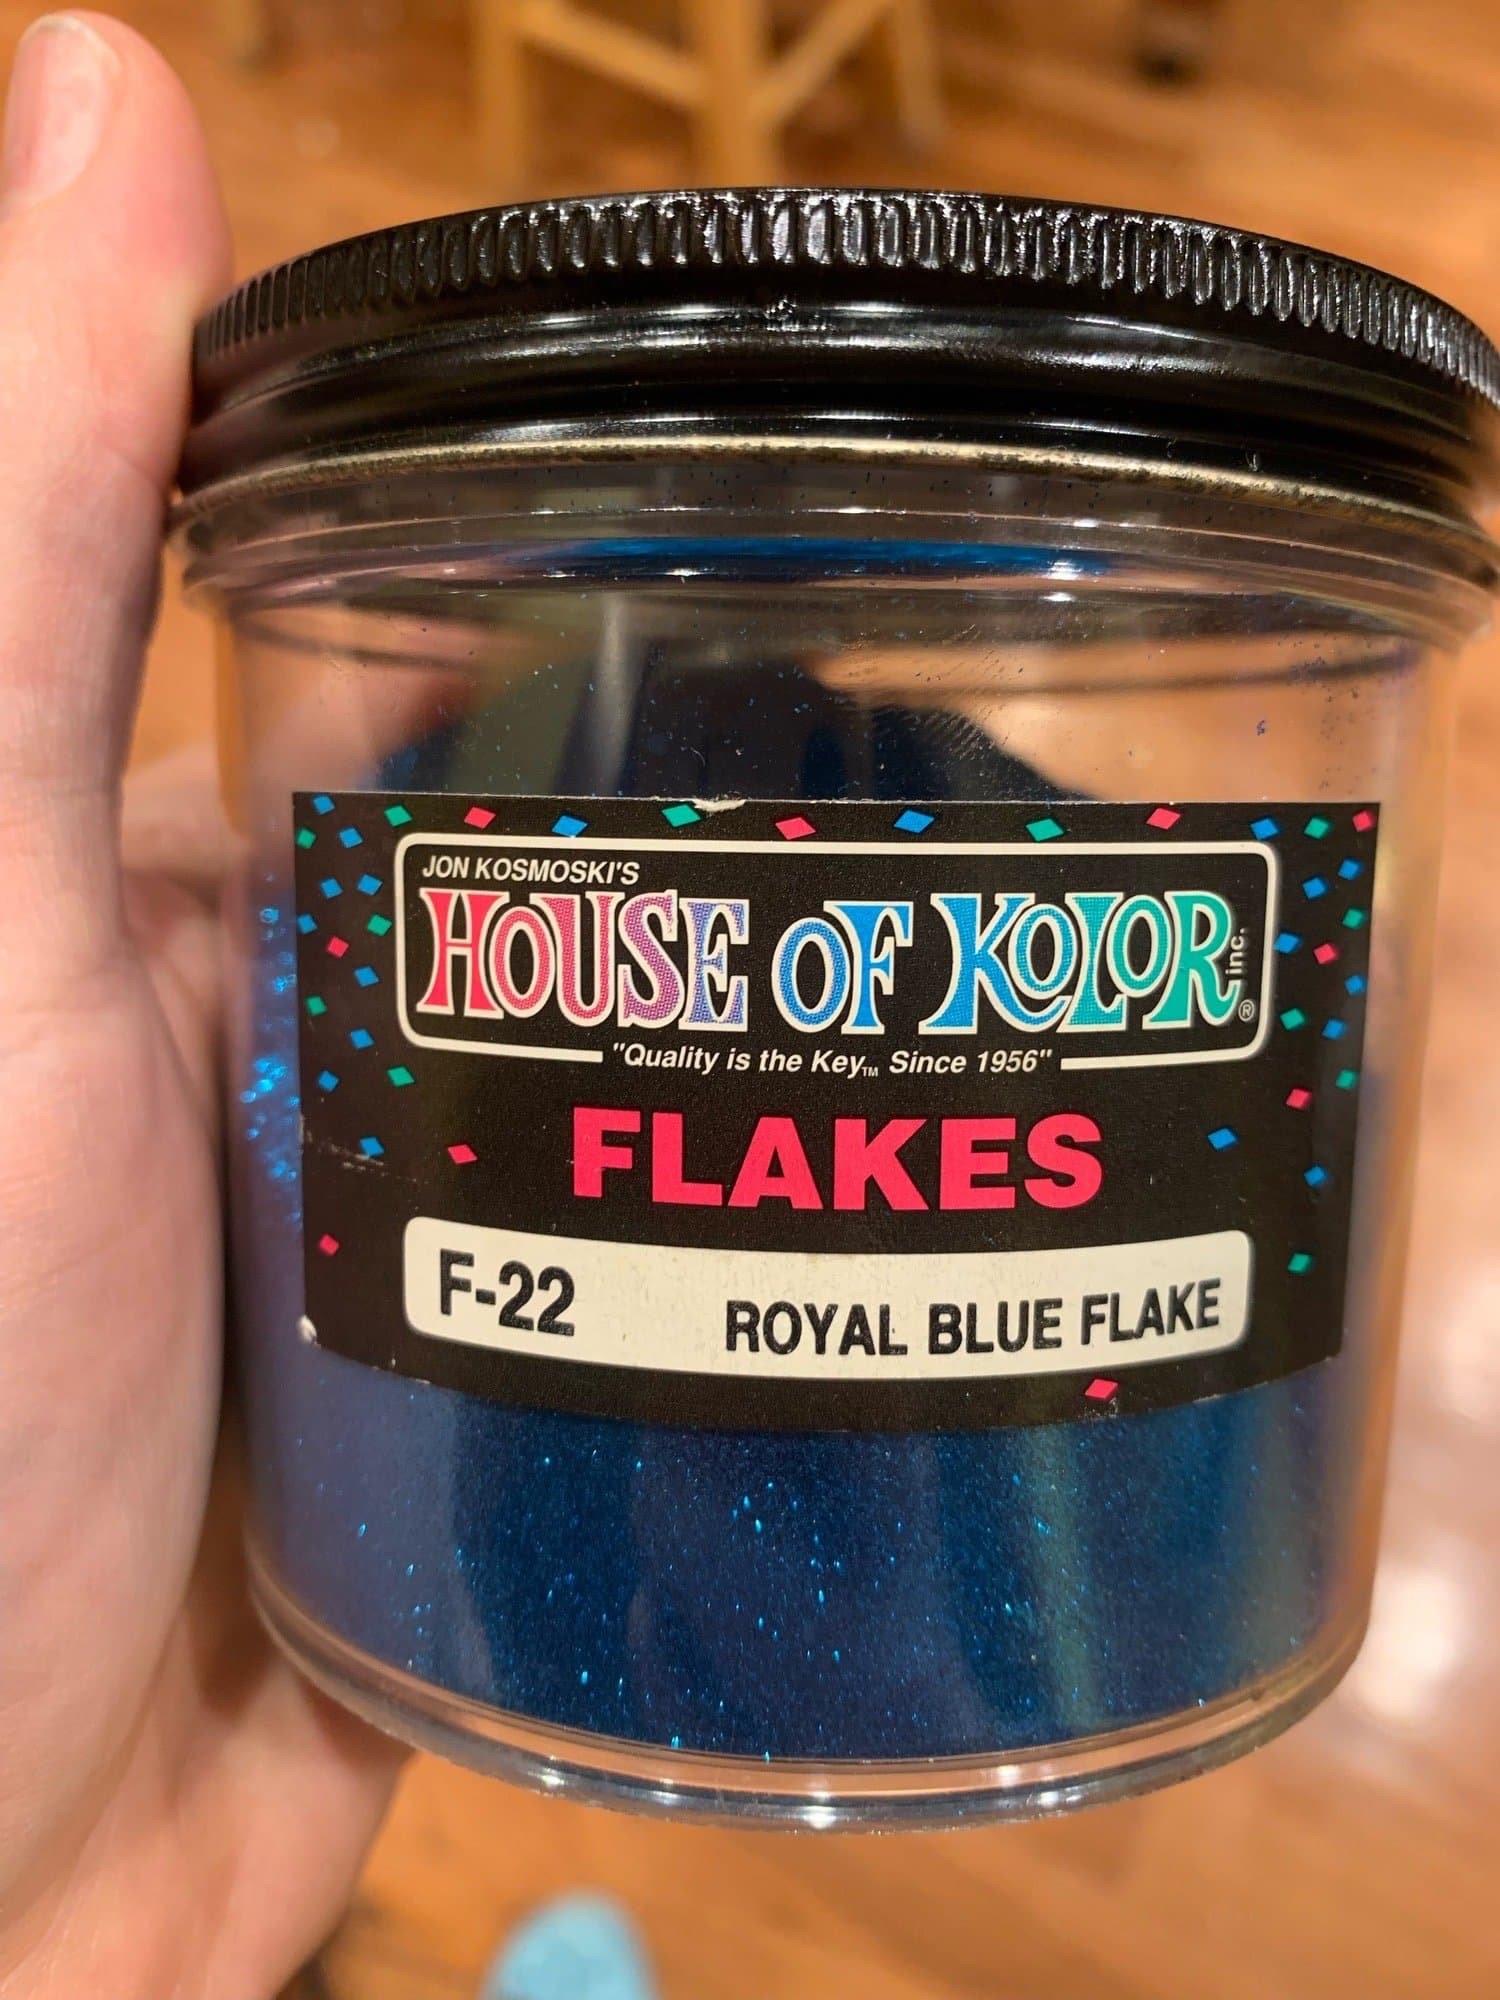 JON KOSMOSKI'S
HOUSE OF KOLOR inc. ®
"Quality is the Key™ Since 1956"
FLAKES
F-22 ROYAL BLUE FLAKE